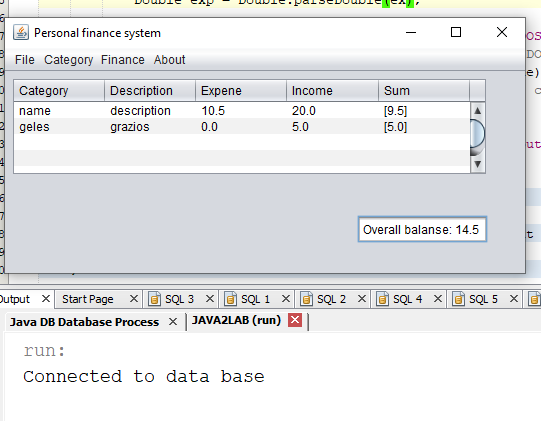 Double exp = Double.parseDouble(ex);
Personal finance system
File Category Finance About
Category Description Expene Income Sum
name description 10.5 20.0 [9.5]
geles grazios 0.0 5.0 [5.0]
Overall balanse: 14.5
Output Start Page SQL 3 SQL 1 SQL 2 SQL 4 SQL 5
Java DB Database Process JAVA2LAB (run)
run:
Connected to data base